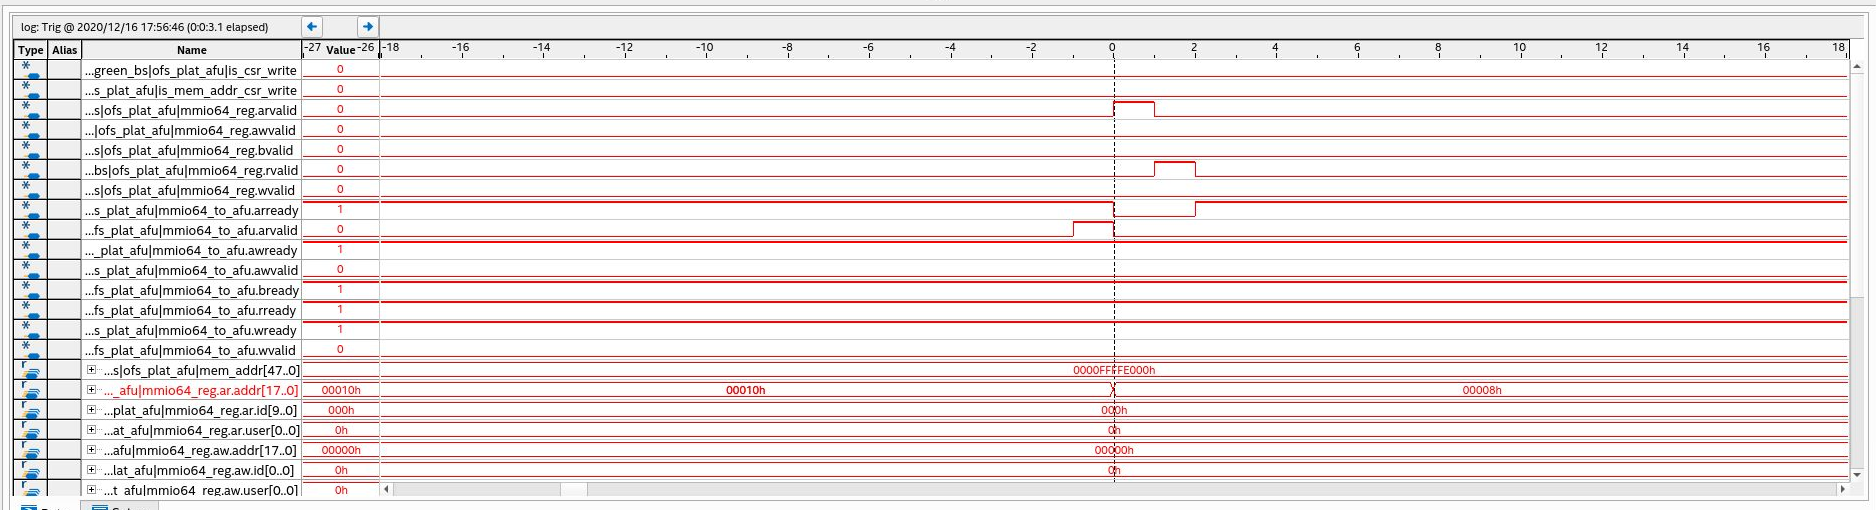 log: Trig @ 2020/12/16 17:56:46 (0:0:3.1 elapsed)
Type Alias Name -27 Value -26 -18 -16 -14 -12 -10 -8 -6 -4 -2 0 2 4 6 8 10 12 14 16 18
...green_bs|ofs_plat_afu|is_csr_write 0
...s_plat_afu|is_mem_addr_csr_write 0
...s|ofs_plat_afu|mmio64_reg.arvalid 0
...|ofs_plat_afu|mmio64_reg.awvalid 0
...s|ofs_plat_afu|mmio64_reg.bvalid 0
...bs|ofs_plat_afu|mmio64_reg.rvalid 0
...s|ofs_plat_afu|mmio64_reg.wvalid 0
...s_plat_afu|mmio64_to_afu.arready 1
...fs_plat_afu|mmio64_to_afu.arvalid 0
..._plat_afu|mmio64_to_afu.awready 1
...s_plat_afu|mmio64_to_afu.awvalid 0
...fs_plat_afu|mmio64_to_afu.bready 1
...fs_plat_afu|mmio64_to_afu.rready 1
...s_plat_afu|mmio64_to_afu.wready 1
...fs_plat_afu|mmio64_to_afu.wvalid 0
...s|ofs_plat_afu|mem_addr[47..0] 0000FFFFE000h
..._afu|mmio64_reg.ar.addr[17..0] 00010h 00010h 00008h
...plat_afu|mmio64_reg.ar.id[9..0] 000h 000h
...at_afu|mmio64_reg.ar.user[0..0] 0h 0h
...afu|mmio64_reg.aw.addr[17..0] 00000h 00000h
...lat_afu|mmio64_reg.aw.id[0..0] 0h 0h
...t_afu|mmio64_reg.aw.user[0..0] 0h